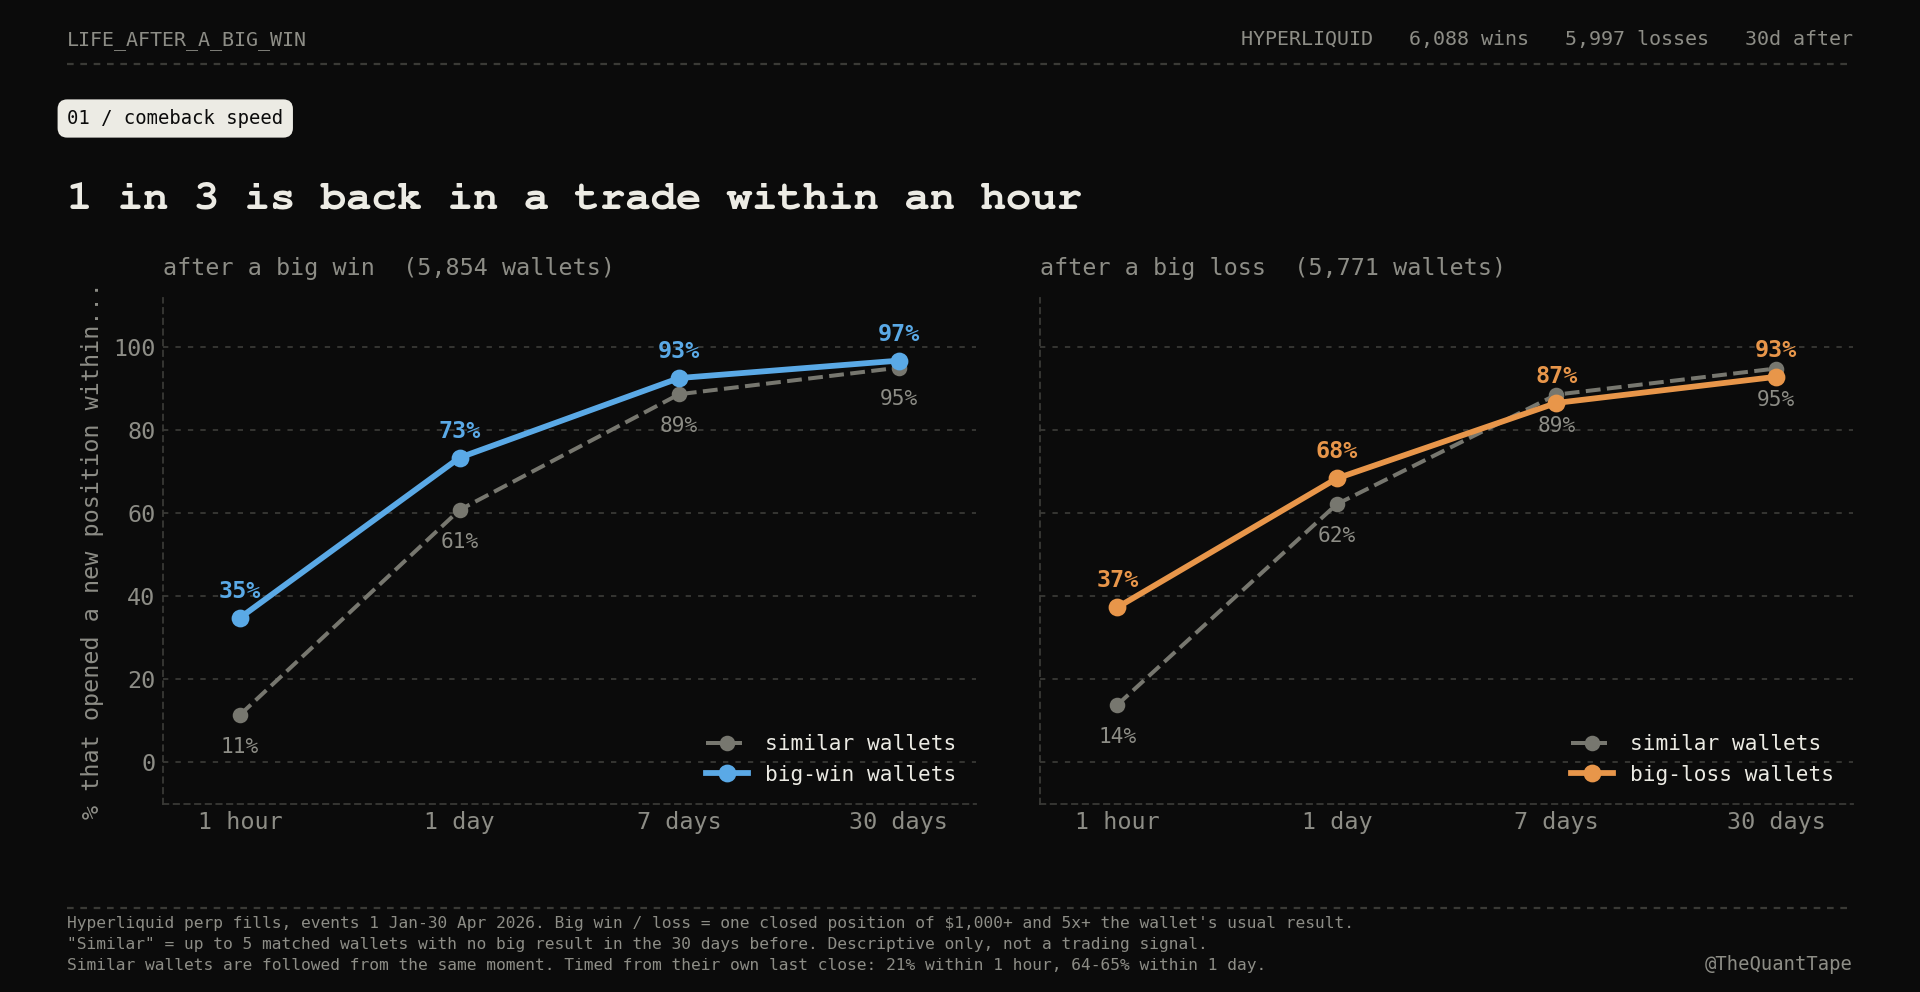 LIFE_AFTER_A_BIG_WIN
HYPERLIQUID 6,088 wins 5,997 losses 30d after
01 / comeback speed
1 in 3 is back in a trade within an hour
after a big win (5,854 wallets)
% that opened a new position within...
100
80
60
40
20
0
35%
73%
93%
97%
11%
61%
89%
95%
similar wallets
big-win wallets
1 hour
1 day
7 days
30 days
after a big loss (5,771 wallets)
37%
68%
87%
93%
14%
62%
89%
95%
similar wallets
big-loss wallets
1 hour
1 day
7 days
30 days
Hyperliquid perp fills, events 1 Jan-30 Apr 2026. Big win / loss = one closed position of $1,000+ and 5x+ the wallet's usual result.
"Similar" = up to 5 matched wallets with no big result in the 30 days before. Descriptive only, not a trading signal.
Similar wallets are followed from the same moment. Timed from their own last close: 21% within 1 hour, 64-65% within 1 day.
@TheQuantTape